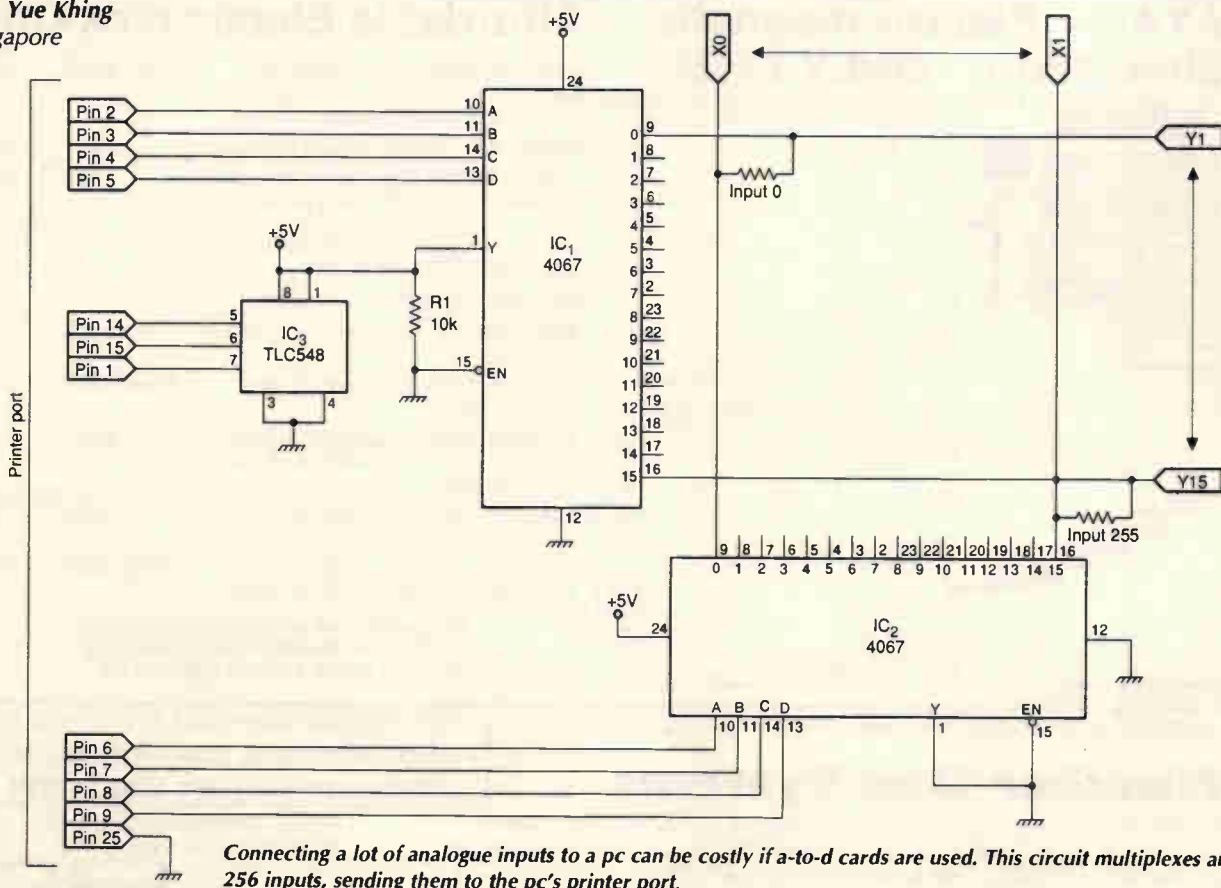 Yue Khing
gapore
+5V
24
X0
X1
Pin 2
Pin 3
Pin 4
Pin 5
10 A
11 B
14 C
13 D
0 9
1 8
2 7
3 6
4 5
5 4
6 3
7 2
8 23
9 22
10 21
11 20
12 19
13 18
14 17
15 16
Y1
Input 0
1 Y
IC1
4067
+5V
8 1
R1
10k
Pin 14
Pin 15
Pin 1
5
6
7
IC3
TLC548
3 4
15 EN
12
Printer port
Y15
Input 255
9 8 7 6 5 4 3 2 23 22 21 20 19 18 17 16
0 1 2 3 4 5 6 7 8 9 10 11 12 13 14 15
+5V
24
IC2
4067
12
A B C D Y EN
10 11 14 13 1 15
Pin 6
Pin 7
Pin 8
Pin 9
Pin 25
Connecting a lot of analogue inputs to a pc can be costly if a-to-d cards are used. This circuit multiplexes
256 inputs, sending them to the pc's printer port.